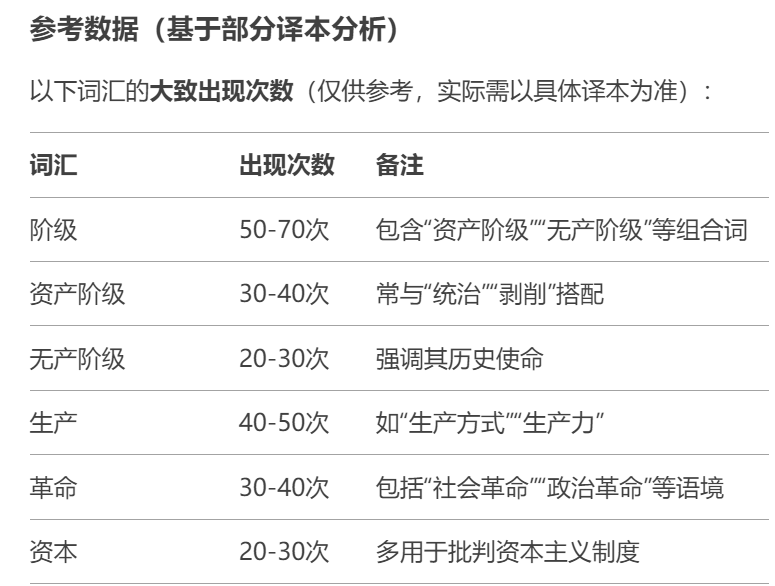 参考数据（基于部分译本分析）
以下词汇的大致出现次数（仅供参考，实际需以具体译本为准）：
词汇 出现次数 备注
阶级 50-70次 包含“资产阶级”“无产阶级”等组合词
资产阶级 30-40次 常与“统治”“剥削”搭配
无产阶级 20-30次 强调其历史使命
生产 40-50次 如“生产方式”“生产力”
革命 30-40次 包括“社会革命”“政治革命”等语境
资本 20-30次 多用于批判资本主义制度